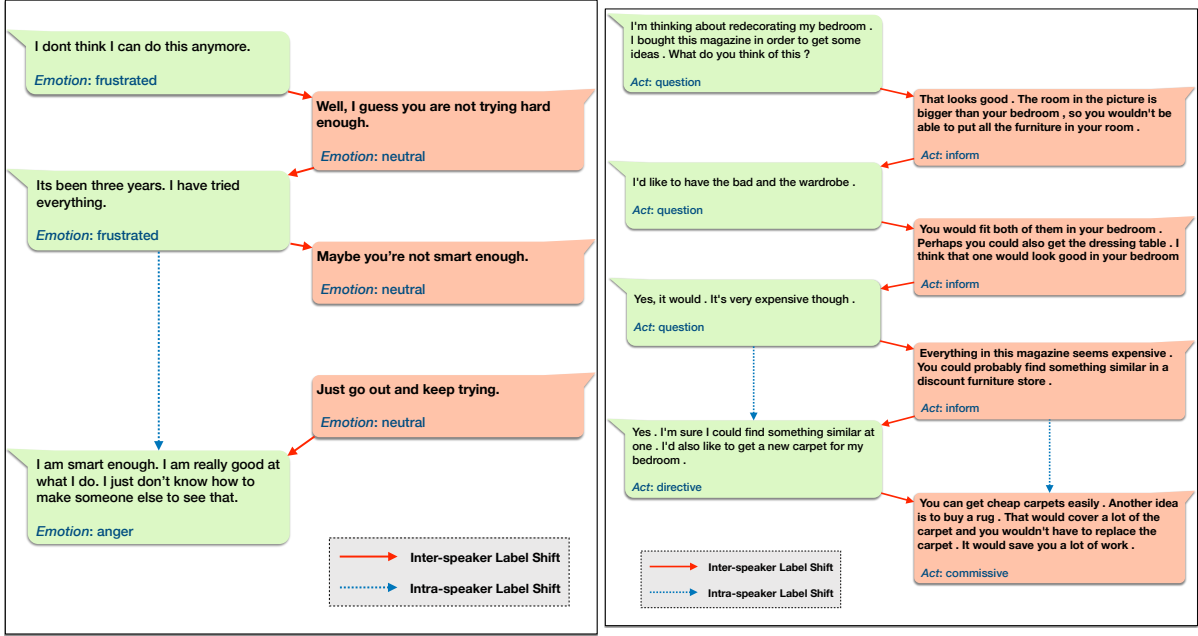 I dont think I can do this anymore.
Emotion: frustrated
Well, I guess you are not trying hard
enough.
Emotion: neutral
Its been three years. I have tried
everything.
Emotion: frustrated
Maybe you're not smart enough.
Emotion: neutral
Just go out and keep trying.
Emotion: neutral
I am smart enough. I am really good at
what I do. I just don't know how to
make someone else to see that.
Emotion: anger
Inter-speaker Label Shift
Intra-speaker Label Shift
I'm thinking about redecorating my bedroom .
I bought this magazine in order to get some
ideas . What do you think of this ?
Act: question
That looks good . The room in the picture is
bigger than your bedroom , so you wouldn't be
able to put all the furniture in your room .
Act: inform
I'd like to have the bad and the wardrobe .
Act: question
You would fit both of them in your bedroom .
Perhaps you could also get the dressing table . I
think that one would look good in your bedroom
Act: inform
Yes, it would . It's very expensive though .
Act: question
Everything in this magazine seems expensive .
You could probably find something similar in a
discount furniture store .
Act: inform
Yes . I'm sure I could find something similar at
one . I'd also like to get a new carpet for my
bedroom .
Act: directive
You can get cheap carpets easily . Another idea
is to buy a rug . That would cover a lot of the
carpet and you wouldn't have to replace the
carpet . It would save you a lot of work .
Act: commissive
Inter-speaker Label Shift
Intra-speaker Label Shift